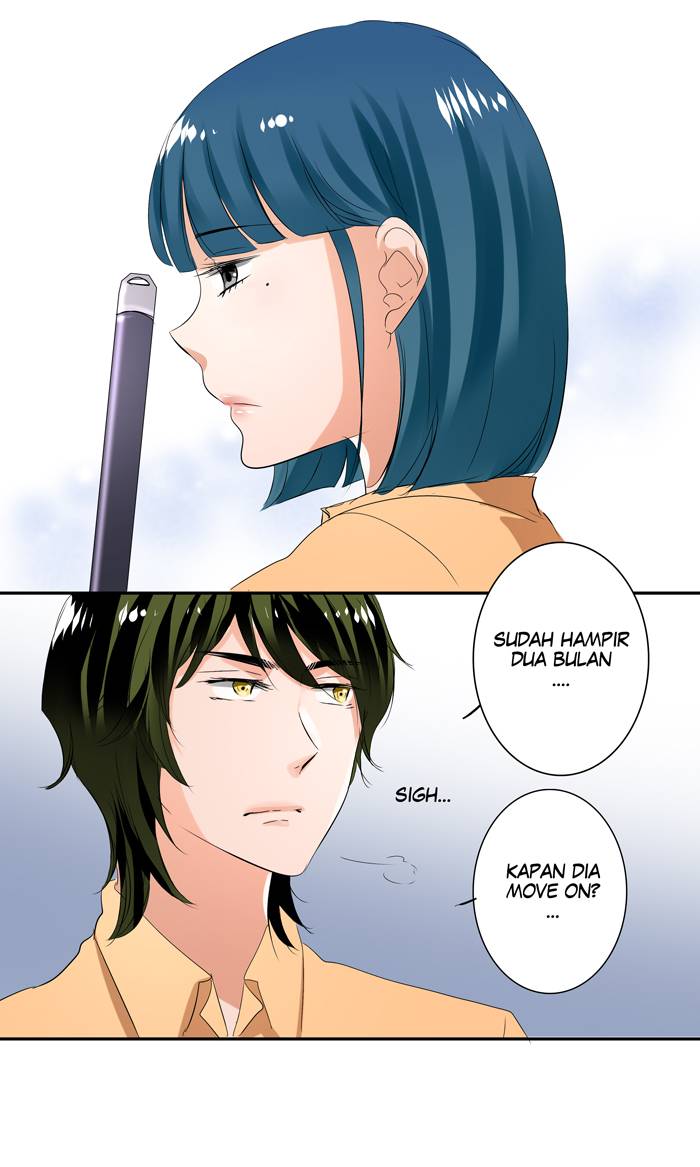 SUDAH HAMPIR
DUA BULAN
....
SIGH...
KAPAN DIA
MOVE ON?
...